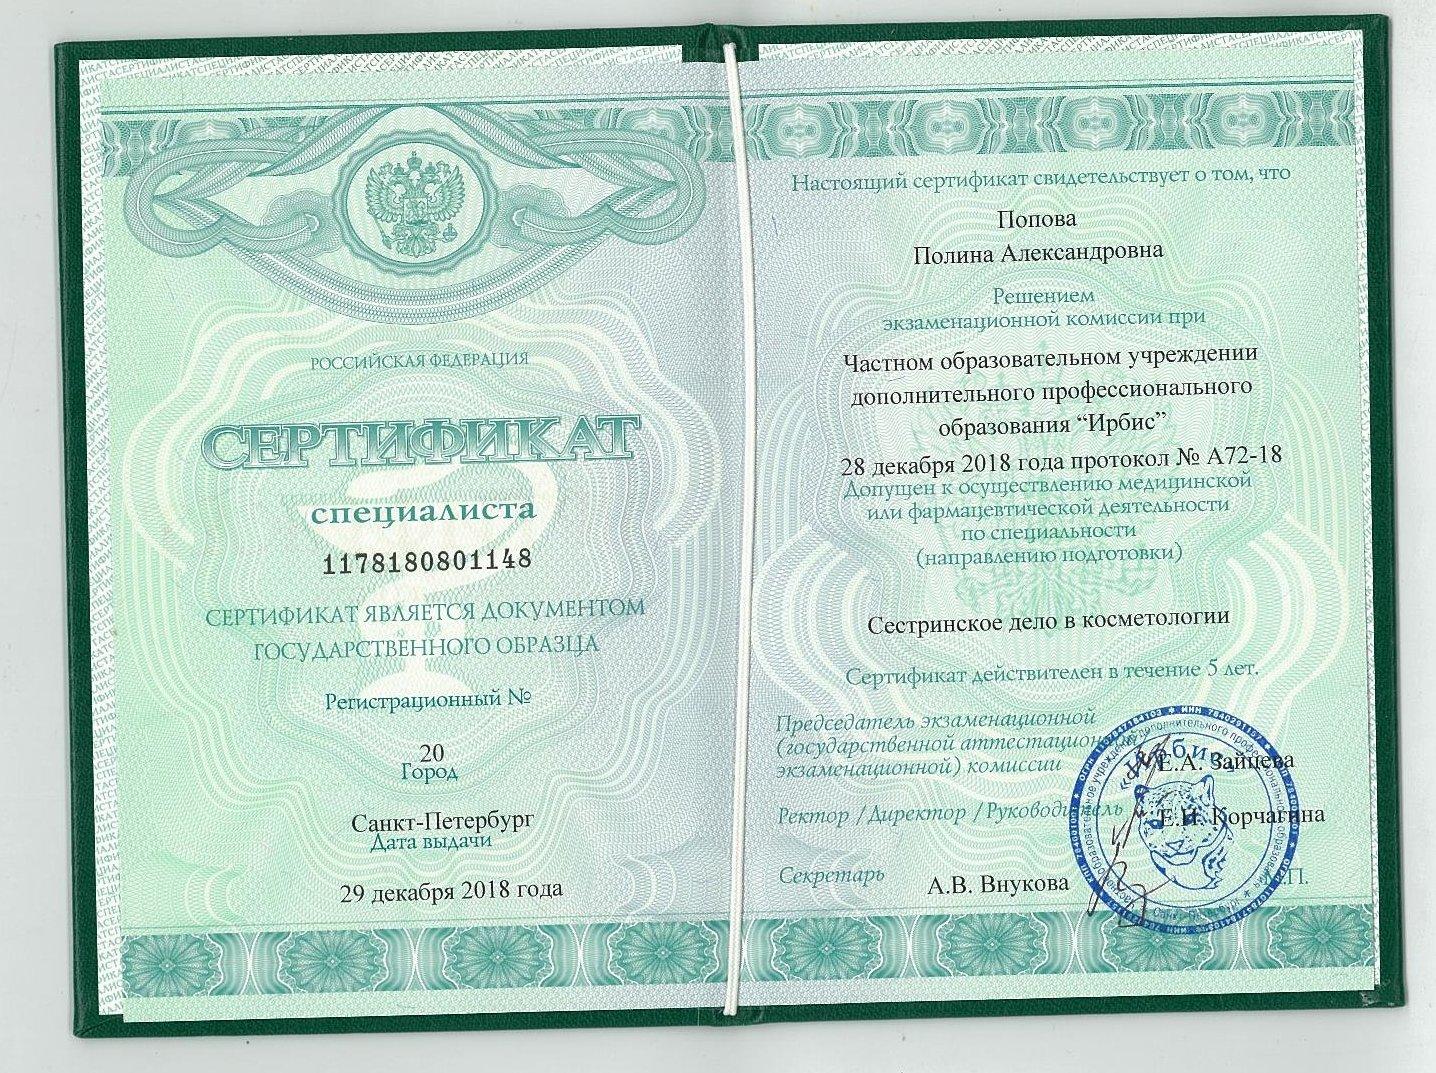 РОССИЙСКАЯ ФЕДЕРАЦИЯ
СЕРТИФИКАТ
специалиста
1178180801148
СЕРТИФИКАТ ЯВЛЯЕТСЯ ДОКУМЕНТОМ
ГОСУДАРСТВЕННОГО ОБРАЗЦА
Регистрационный №
20
Город
Санкт-Петербург
Дата выдачи
29 декабря 2018 года
Настоящий сертификат свидетельствует о том, что
Попова
Полина Александровна
Решением
экзаменационной комиссии при
Частном образовательном учреждении
дополнительного профессионального
образования “Ирбис”
28 декабря 2018 года протокол № А72-18
Допущен к осуществлению медицинской
или фармацевтической деятельности
по специальности
(направлению подготовки)
Сестринское дело в косметологии
Сертификат действителен в течение 5 лет.
Председатель экзаменационной
(государственной аттестацион
экзаменационной) комиссии
Е.А. Зайцева
Ректор /Директор /Руководитель
Е.И. Корчагина
Секретарь
А.В. Внукова
«Ирбис»